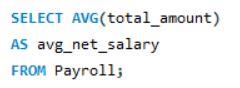 SELECT AVG(total_amount)
AS avg_net_salary
FROM Payroll;